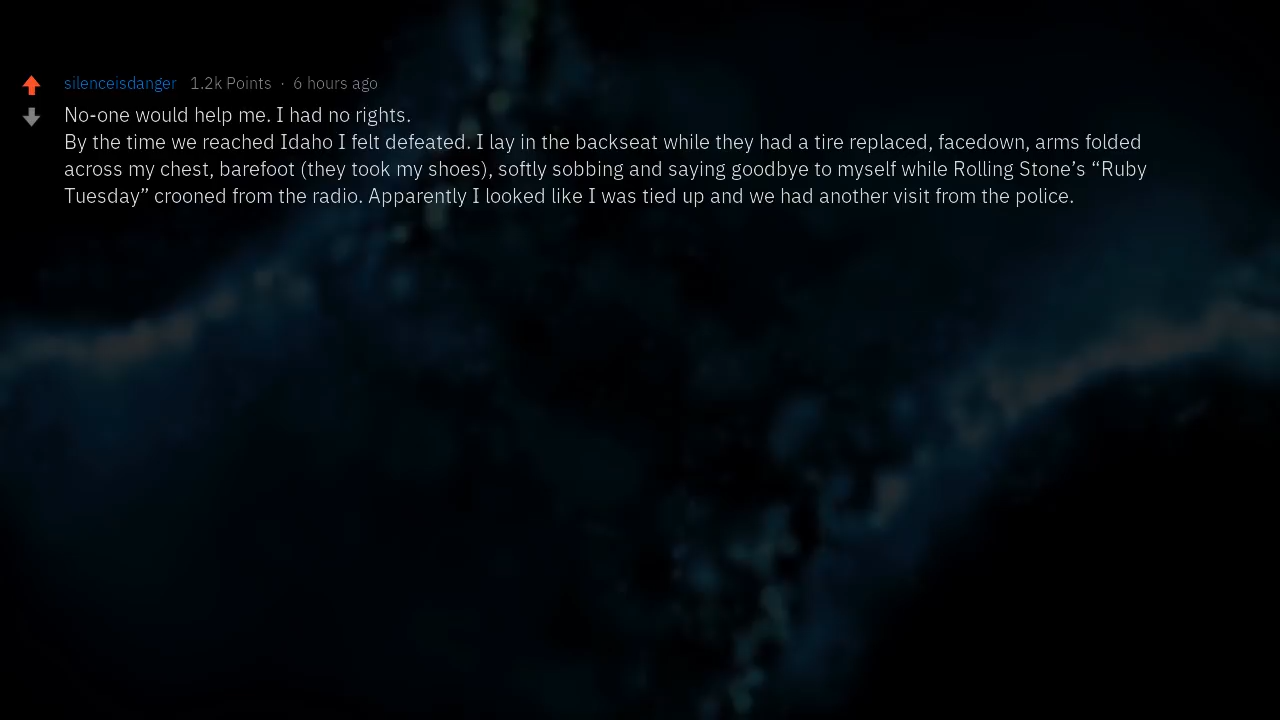 silenceisdanger 1.2k Points · 6 hours ago
No-one would help me. I had no rights.
By the time we reached Idaho I felt defeated. I lay in the backseat while they had a tire replaced, facedown, arms folded
across my chest, barefoot (they took my shoes), softly sobbing and saying goodbye to myself while Rolling Stone’s “Ruby
Tuesday” crooned from the radio. Apparently I looked like I was tied up and we had another visit from the police.